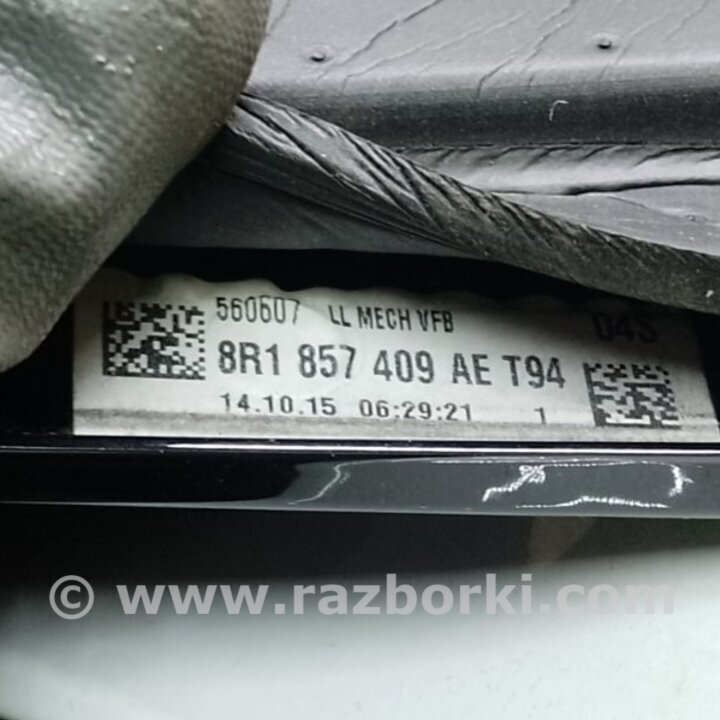 560607 LL MECH VFB 04S
8R1 857 409 AE T94
14.10.15 06:29:21 1
© www.razborki.com